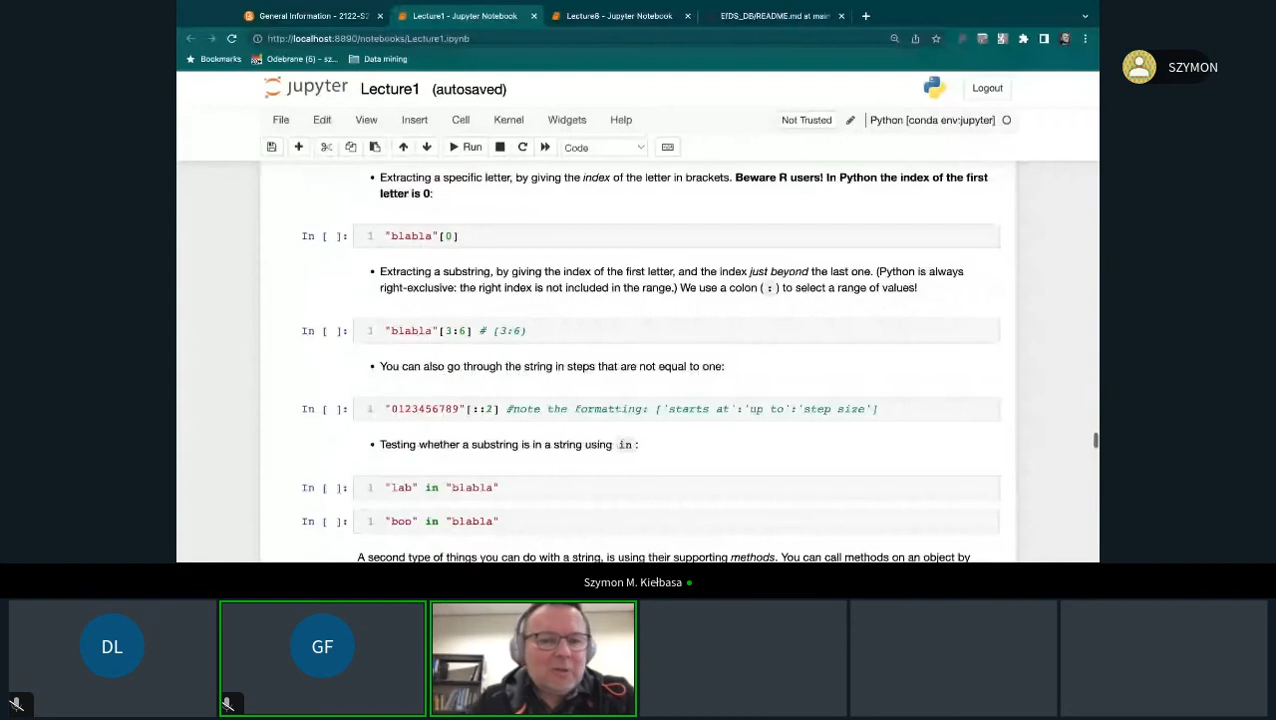 General Information - 2122-S2
Lecture1 - Jupyter Notebook
Lecture6 - Jupyter Notebook
EfDS_DB/README.md at main
http://localhost:8890/notebooks/Lecture1.ipynb
Bookmarks
Odebrane (6) - sz...
Data mining
SZYMON
jupyter
Lecture1
(autosaved)
Logout
File
Edit
View
Insert
Cell
Kernel
Widgets
Help
Not Trusted
Python [conda env:jupyter]
Run
Code
• Extracting a specific letter, by giving the index of the letter in brackets. Beware R users! In Python the index of the first
letter is 0:
In [ ]:
1 "blabla"[0]
• Extracting a substring, by giving the index of the first letter, and the index just beyond the last one. (Python is always
right-exclusive: the right index is not included in the range.) We use a colon ( : ) to select a range of values!
In [ ]:
1 "blabla"[3:6] # [3:6)
• You can also go through the string in steps that are not equal to one:
In [ ]:
1 "0123456789"[::2] #note the formatting: ['starts at':'up to':'step size']
• Testing whether a substring is in a string using in :
In [ ]:
1 "lab" in "blabla"
In [ ]:
1 "boo" in "blabla"
A second type of things you can do with a string, is using their supporting methods. You can call methods on an object by
Szymon M. Kiełbasa
DL
GF